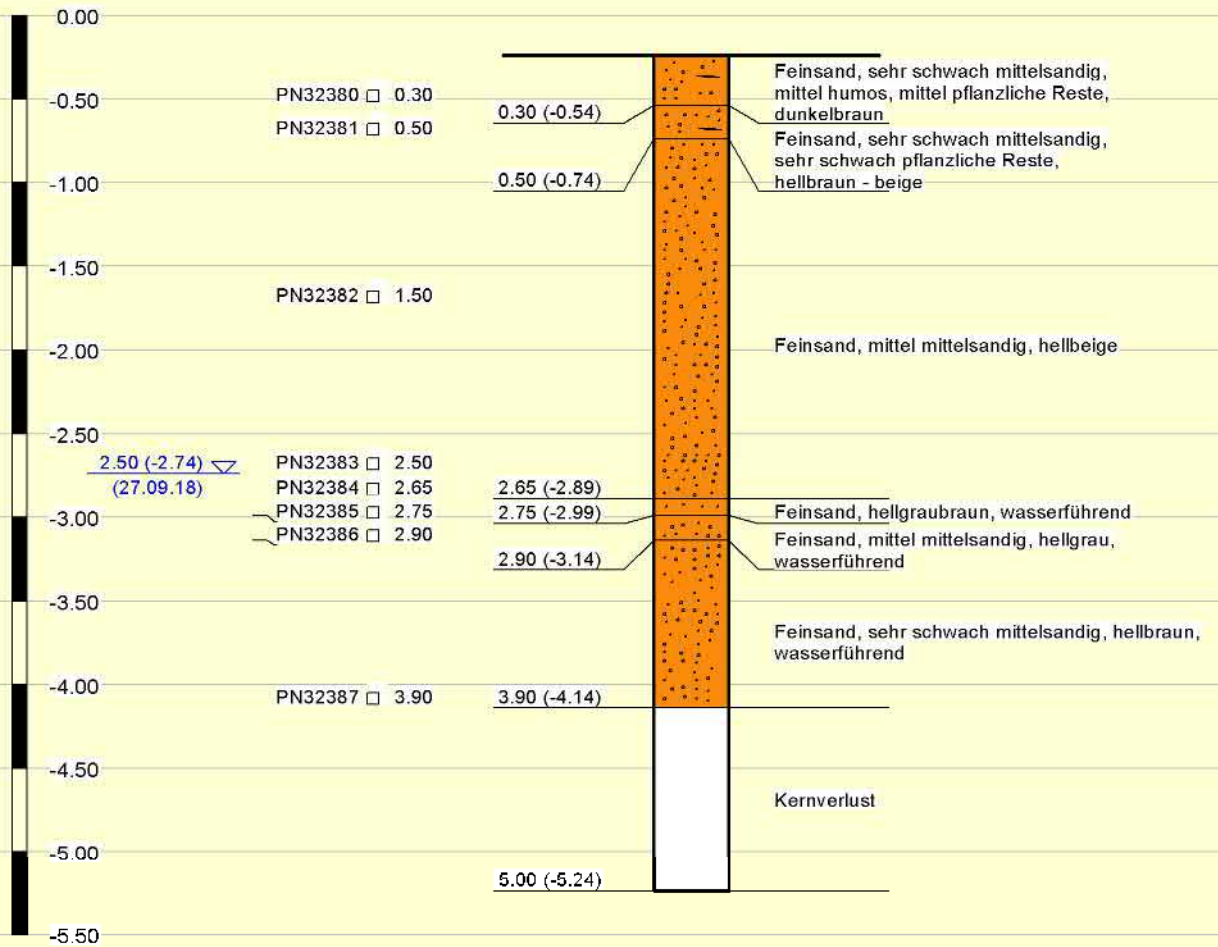 0.00
-0.50
-1.00
-1.50
-2.00
-2.50
-3.00
-3.50
-4.00
-4.50
-5.00
-5.50
2.50 (-2.74)
(27.09.18)
PN32380 0.30
PN32381 0.50
PN32382 1.50
PN32383 2.50
PN32384 2.65
PN32385 2.75
PN32386 2.90
PN32387 3.90
0.30 (-0.54)
0.50 (-0.74)
2.65 (-2.89)
2.75 (-2.99)
2.90 (-3.14)
3.90 (-4.14)
5.00 (-5.24)
Feinsand, sehr schwach mittelsandig,
mittel humos, mittel pflanzliche Reste,
dunkelbraun
Feinsand, sehr schwach mittelsandig,
sehr schwach pflanzliche Reste,
hellbraun - beige
Feinsand, mittel mittelsandig, hellbeige
Feinsand, hellgraubraun, wasserführend
Feinsand, mittel mittelsandig, hellgrau,
wasserführend
Feinsand, sehr schwach mittelsandig, hellbraun,
wasserführend
Kernverlust